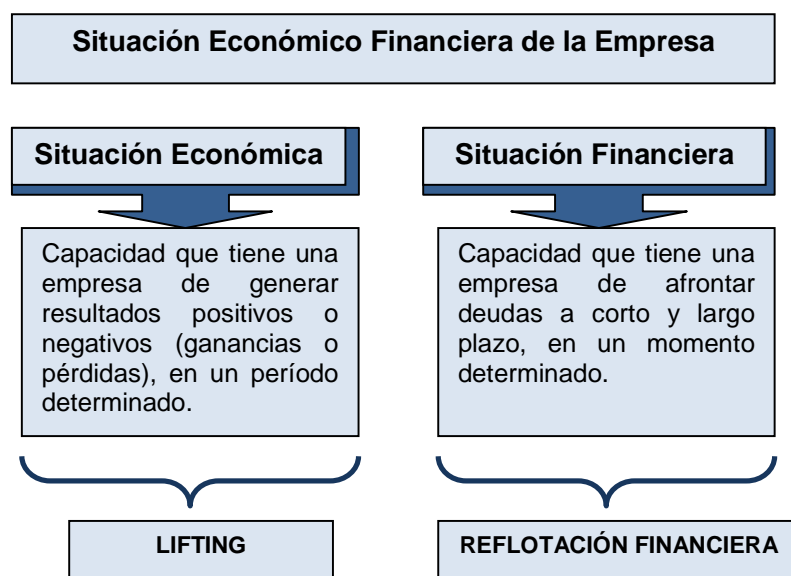 Situación Económico Financiera de la Empresa
Situación Económica
Capacidad que tiene una
empresa de generar
resultados positivos o
negativos (ganancias o
pérdidas), en un período
determinado.
LIFTING
Situación Financiera
Capacidad que tiene una
empresa de afrontar
deudas a corto y largo
plazo, en un momento
determinado.
REFLOTACIÓN FINANCIERA